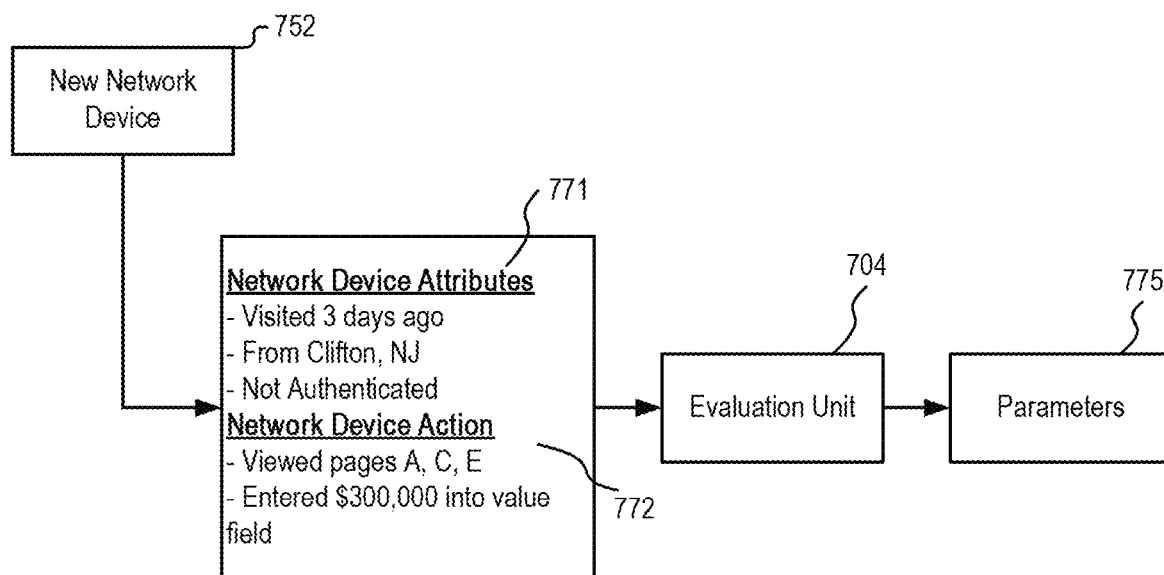 752
New Network
Device
771
Network Device Attributes
- Visited 3 days ago
- From Clifton, NJ
- Not Authenticated
Network Device Action
- Viewed pages A, C, E
- Entered $300,000 into value
field
772
704
Evaluation Unit
775
Parameters